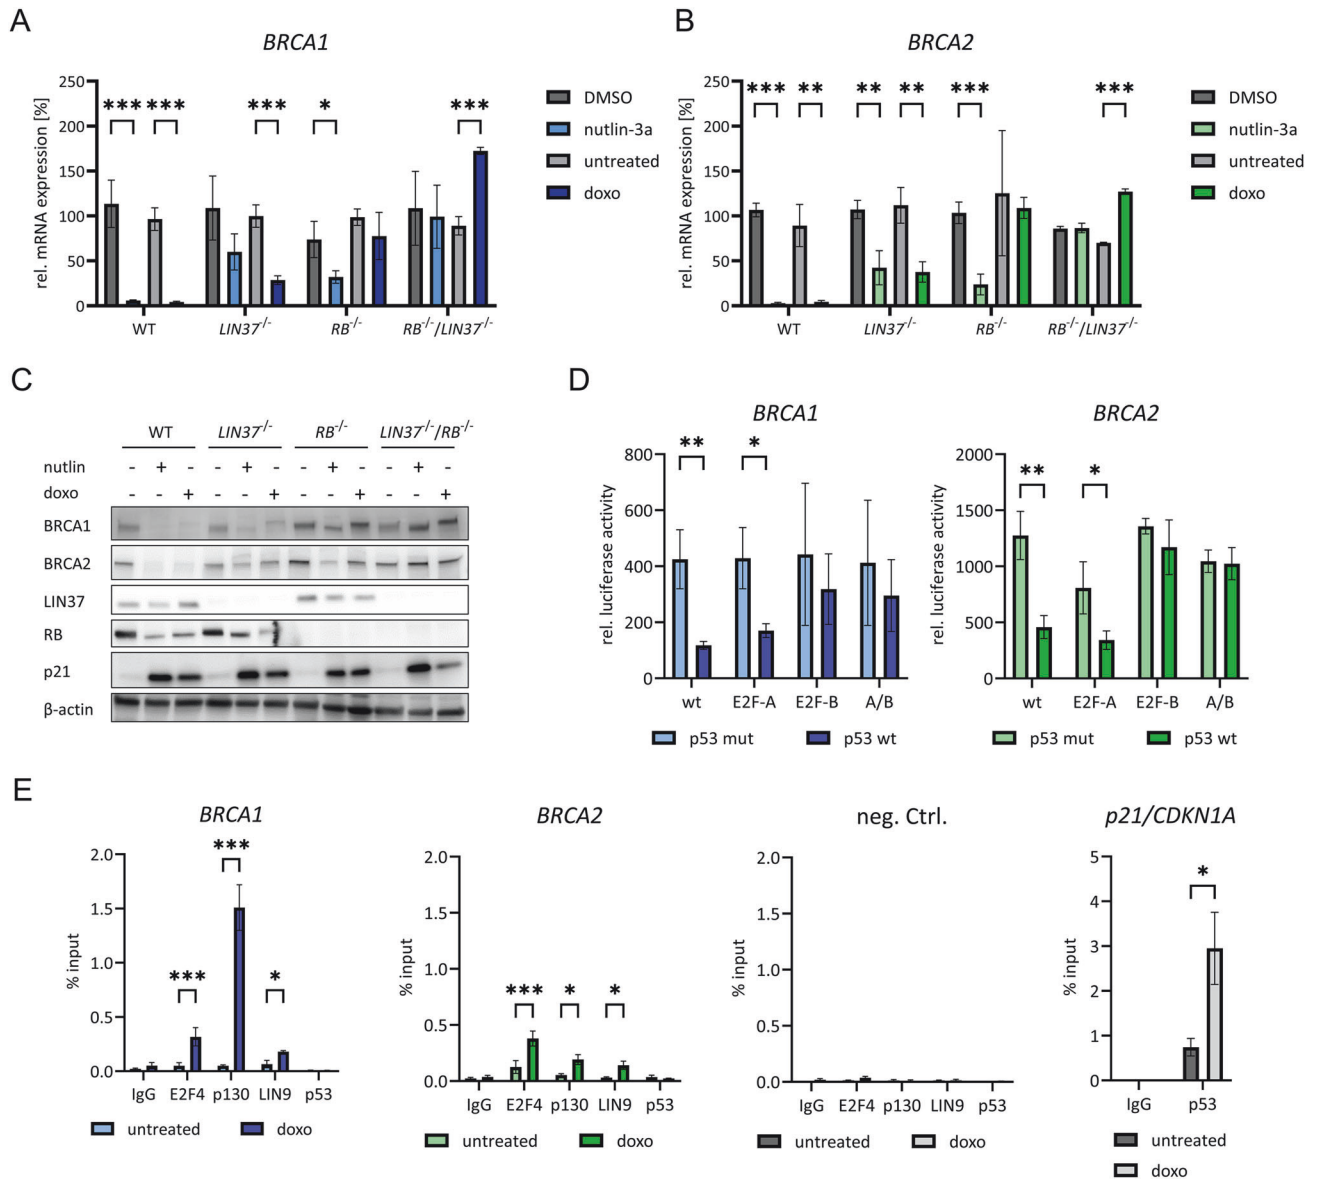 A
BRCA1
rel. mRNA expression [%]
250
200
150
100
50
0
*** *** *** * ***
WT LIN37-/- RB-/- RB-/-/LIN37-/-
DMSO
nutlin-3a
untreated
doxo
B
BRCA2
rel. mRNA expression [%]
250
200
150
100
50
0
*** ** ** ** *** ***
WT LIN37-/- RB-/- RB-/-/LIN37-/-
DMSO
nutlin-3a
untreated
doxo
C
WT LIN37-/- RB-/- LIN37-/-/RB-/-
nutlin - + - - + - - + - - + -
doxo - - + - - + - - + - - +
BRCA1
BRCA2
LIN37
RB
p21
β-actin
D
BRCA1
rel. luciferase activity
800
600
400
200
0
** *
wt E2F-A E2F-B A/B
p53 mut p53 wt
BRCA2
rel. luciferase activity
2000
1500
1000
500
0
** *
wt E2F-A E2F-B A/B
p53 mut p53 wt
E
BRCA1
% input
2.0
1.5
1.0
0.5
0.0
*** *** *
IgG E2F4 p130 LIN9 p53
untreated doxo
BRCA2
% input
2.0
1.5
1.0
0.5
0.0
*** * *
IgG E2F4 p130 LIN9 p53
untreated doxo
neg. Ctrl.
% input
2.0
1.5
1.0
0.5
0.0
IgG E2F4 p130 LIN9 p53
untreated doxo
p21/CDKN1A
% input
5
4
3
2
1
0
*
IgG p53
untreated
doxo